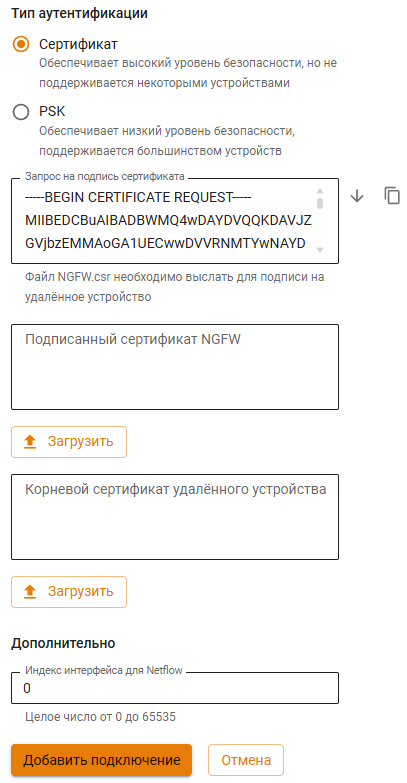 Тип аутентификации
Сертификат
Обеспечивает высокий уровень безопасности, но не
поддерживается некоторыми устройствами
PSK
Обеспечивает низкий уровень безопасности,
поддерживается большинством устройств
Запрос на подпись сертификата
-----BEGIN CERTIFICATE REQUEST-----
MIIBEDCBuAIBADBWMQ4wDAYDVQQKDAVJZ
GVjbzEMMAoGA1UECwwDVVRNMTYwNAYD
Файл NGFW.csr необходимо выслать для подписи на
удалённое устройство
Подписанный сертификат NGFW
Загрузить
Корневой сертификат удалённого устройства
Загрузить
Дополнительно
Индекс интерфейса для Netflow
0
Целое число от 0 до 65535
Добавить подключение
Отмена